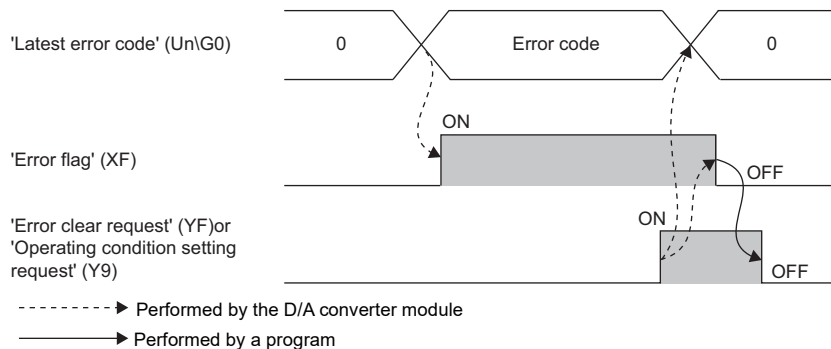 'Latest error code' (Un\G0)
0
Error code
0
ON
'Error flag' (XF)
OFF
'Error clear request' (YF)or
'Operating condition setting
request' (Y9)
ON
OFF
Performed by the D/A converter module
Performed by a program